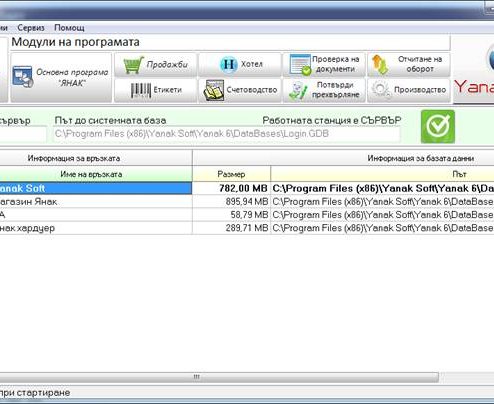 Сервиз Помощ
Модули на програмата
Основна програма "ЯНАК"
Продажби
Хотел
Проверка на документи
Отчитане на оборот
Етикети
Счетоводство
Потвърди прехвърляне
Производство
Yanak
Път до системната база
Работната станция е СЪРВЪР
C:\Program Files (x86)\Yanak Soft\Yanak 6\DataBases\Login.GDB
Информация за връзката
Информация за базата данни
Име на връзката
Размер
Път
Yanak Soft 782,00 MB C:\Program Files (x86)\Yanak Soft\Yanak 6\Da
агазин Янак 895,94 MB C:\Program Files (x86)\Yanak Soft\Yanak 6\DataBase
А 58,79 MB C:\Program Files (x86)\Yanak Soft\Yanak 6\DataBase
нак хардуер 289,71 MB C:\Program Files (x86)\Yanak Soft\Yanak 6\DataBase
при стартиране